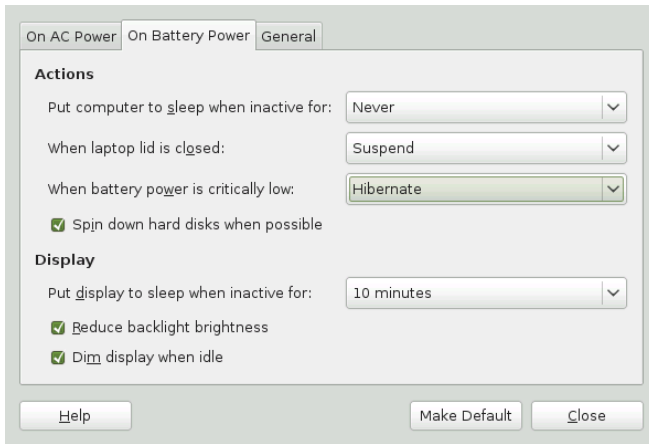 On AC Power On Battery Power General
Actions
Put computer to sleep when inactive for: Never
When laptop lid is closed: Suspend
When battery power is critically low: Hibernate
Spin down hard disks when possible
Display
Put display to sleep when inactive for: 10 minutes
Reduce backlight brightness
Dim display when idle
Help Make Default Close